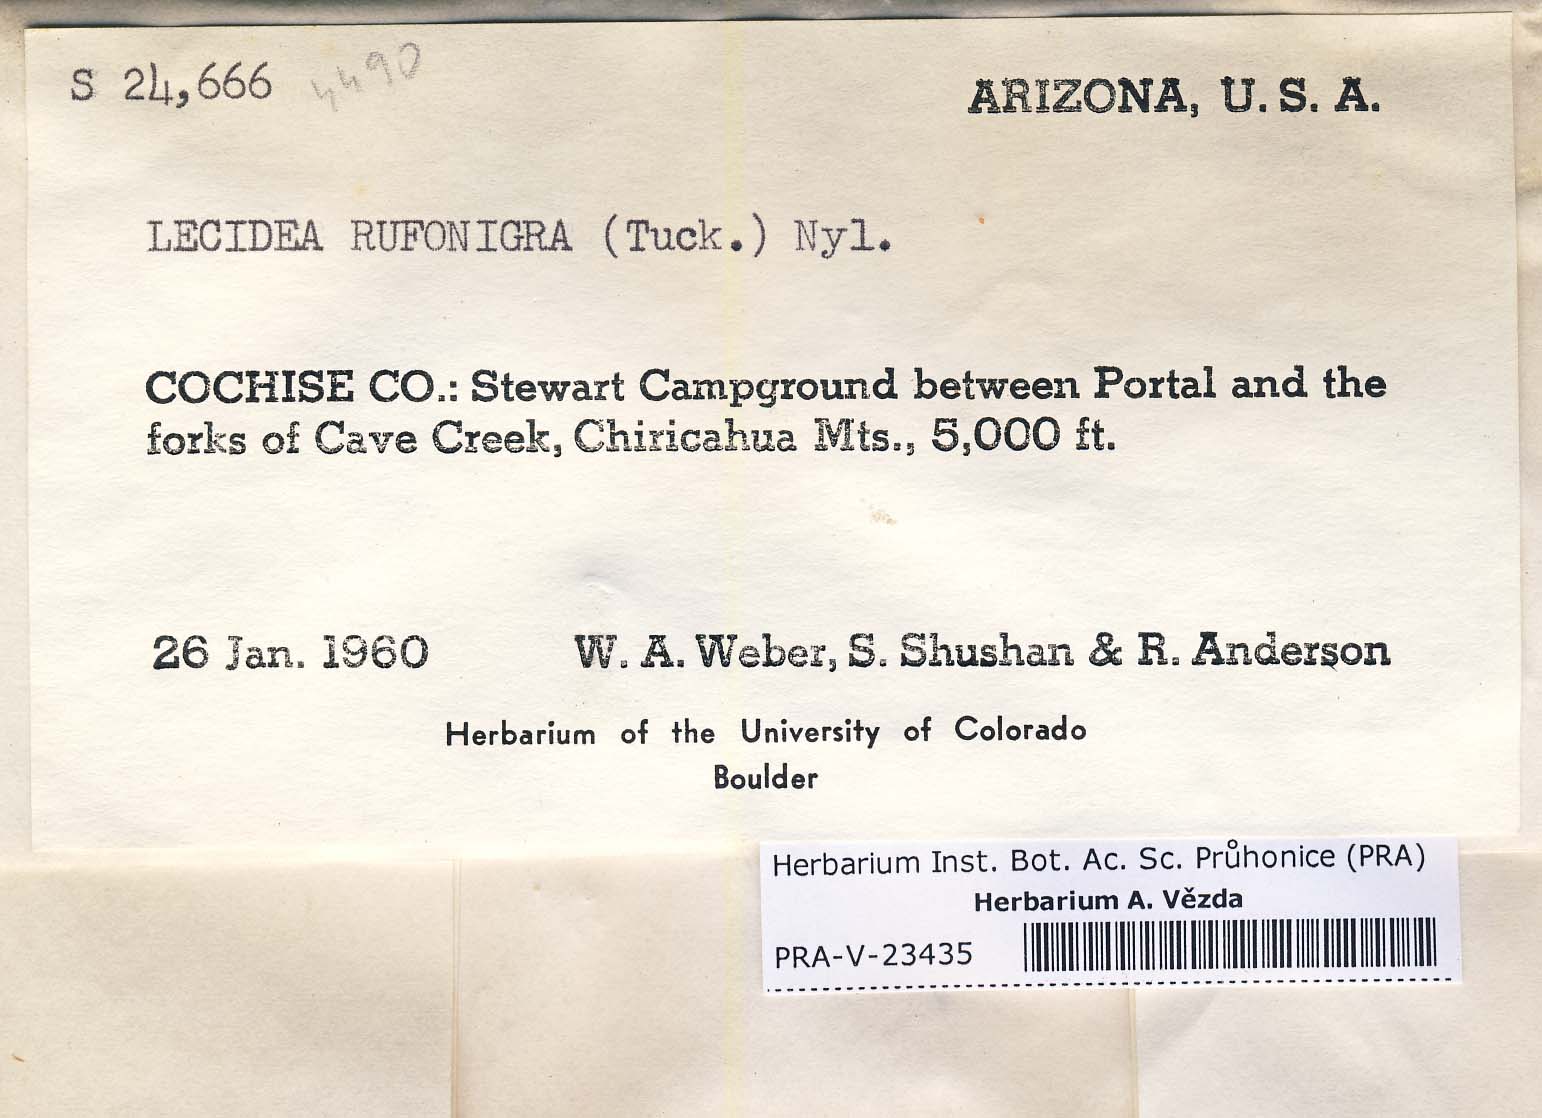 S 24,666 4490
ARIZONA, U. S. A.
LECIDEA RUFONIGRA (Tuck.) Nyl.
COCHISE CO.: Stewart Campground between Portal and the
forks of Cave Creek, Chiricahua Mts., 5,000 ft.
26 Jan. 1960 W. A. Weber, S. Shushan & R. Anderson
Herbarium of the University of Colorado
Boulder
Herbarium Inst. Bot. Ac. Sc. Průhonice (PRA)
Herbarium A. Vězda
PRA-V-23435